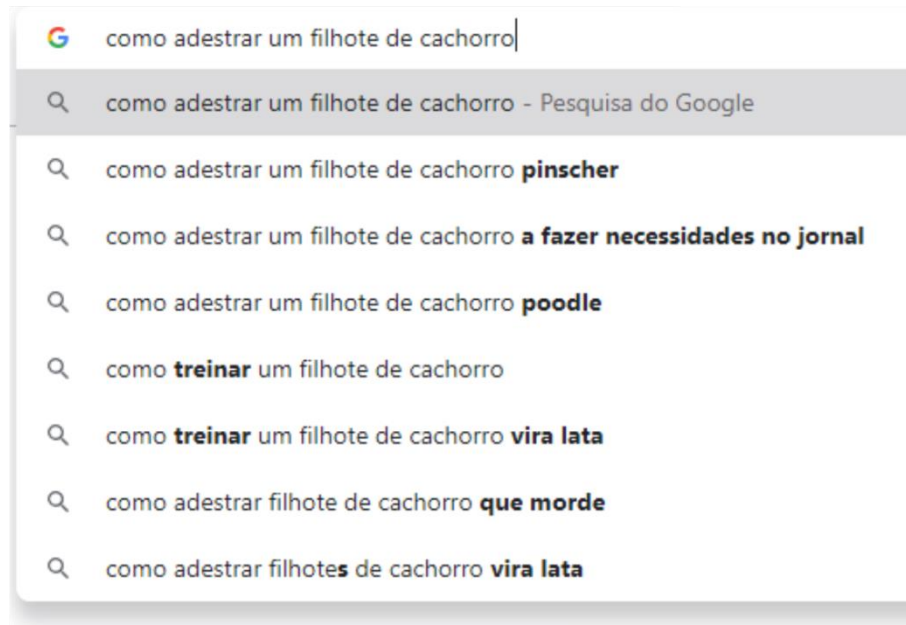 como adestrar um filhote de cachorro
como adestrar um filhote de cachorro - Pesquisa do Google
como adestrar um filhote de cachorro pinscher
como adestrar um filhote de cachorro a fazer necessidades no jornal
como adestrar um filhote de cachorro poodle
como treinar um filhote de cachorro
como treinar um filhote de cachorro vira lata
como adestrar filhote de cachorro que morde
como adestrar filhotes de cachorro vira lata